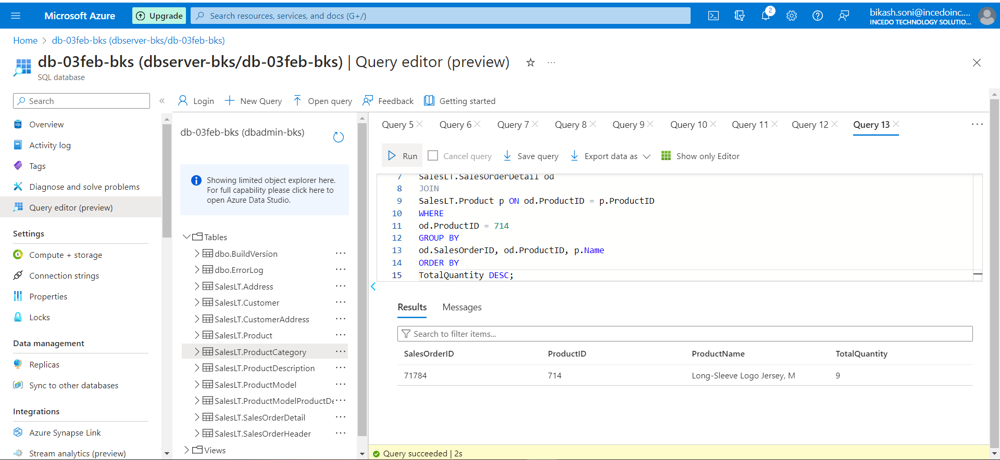 Microsoft Azure
Upgrade
Search resources, services, and docs (G+/)
2
bikash.soni@incedoinc....
INCEDO TECHNOLOGY SOLUTIO...
Home > db-03feb-bks (dbserver-bks/db-03feb-bks)
db-03feb-bks (dbserver-bks/db-03feb-bks) | Query editor (preview)
SQL database
Search
Overview
Activity log
Tags
Diagnose and solve problems
Query editor (preview)
Settings
Compute + storage
Connection strings
Properties
Locks
Data management
Replicas
Sync to other databases
Integrations
Azure Synapse Link
Stream analytics (preview)
Login
New Query
Open query
Feedback
Getting started
db-03feb-bks (dbadmin-bks)
Showing limited object explorer here.
For full capability please click here to
open Azure Data Studio.
Tables
dbo.BuildVersion
dbo.ErrorLog
SalesLT.Address
SalesLT.Customer
SalesLT.CustomerAddress
SalesLT.Product
SalesLT.ProductCategory
SalesLT.ProductDescription
SalesLT.ProductModel
SalesLT.ProductModelProductDe
SalesLT.SalesOrderDetail
SalesLT.SalesOrderHeader
Views
Query 5 Query 6 Query 7 Query 8 Query 9 Query 10 Query 11 Query 12 Query 13
Run Cancel query Save query Export data as Show only Editor
7 SalesLT.SalesOrderDetail od
8 JOIN
9 SalesLT.Product p ON od.ProductID = p.ProductID
10 WHERE
11 od.ProductID = 714
12 GROUP BY
13 od.SalesOrderID, od.ProductID, p.Name
14 ORDER BY
15 TotalQuantity DESC;
Results Messages
Search to filter items...
SalesOrderID ProductID ProductName TotalQuantity
71784 714 Long-Sleeve Logo Jersey, M 9
Query succeeded | 2s